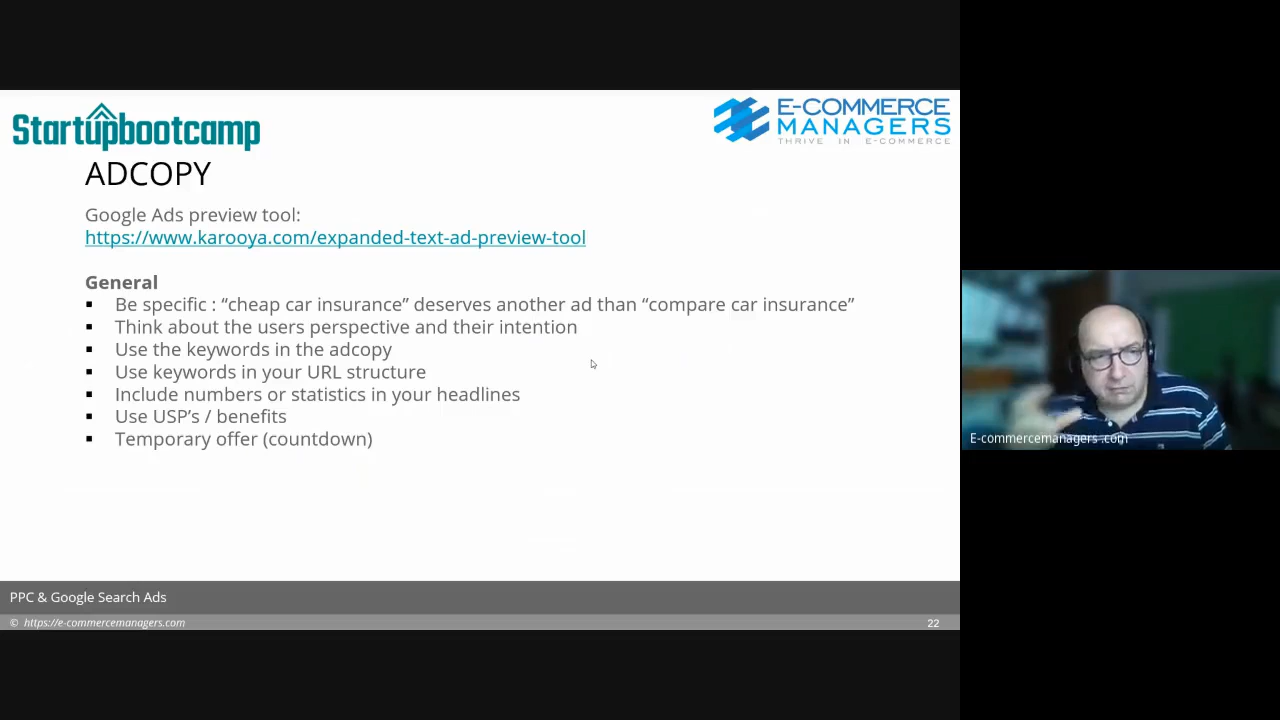 Startupbootcamp
E-COMMERCE
MANAGERS
THRIVE IN E-COMMERCE
ADCOPY
Google Ads preview tool:
https://www.karooya.com/expanded-text-ad-preview-tool
General
▪ Be specific : “cheap car insurance” deserves another ad than “compare car insurance”
▪ Think about the users perspective and their intention
▪ Use the keywords in the adcopy
▪ Use keywords in your URL structure
▪ Include numbers or statistics in your headlines
▪ Use USP’s / benefits
▪ Temporary offer (countdown)
E-commercemanagers .com
PPC & Google Search Ads
© https://e-commercemanagers.com
22